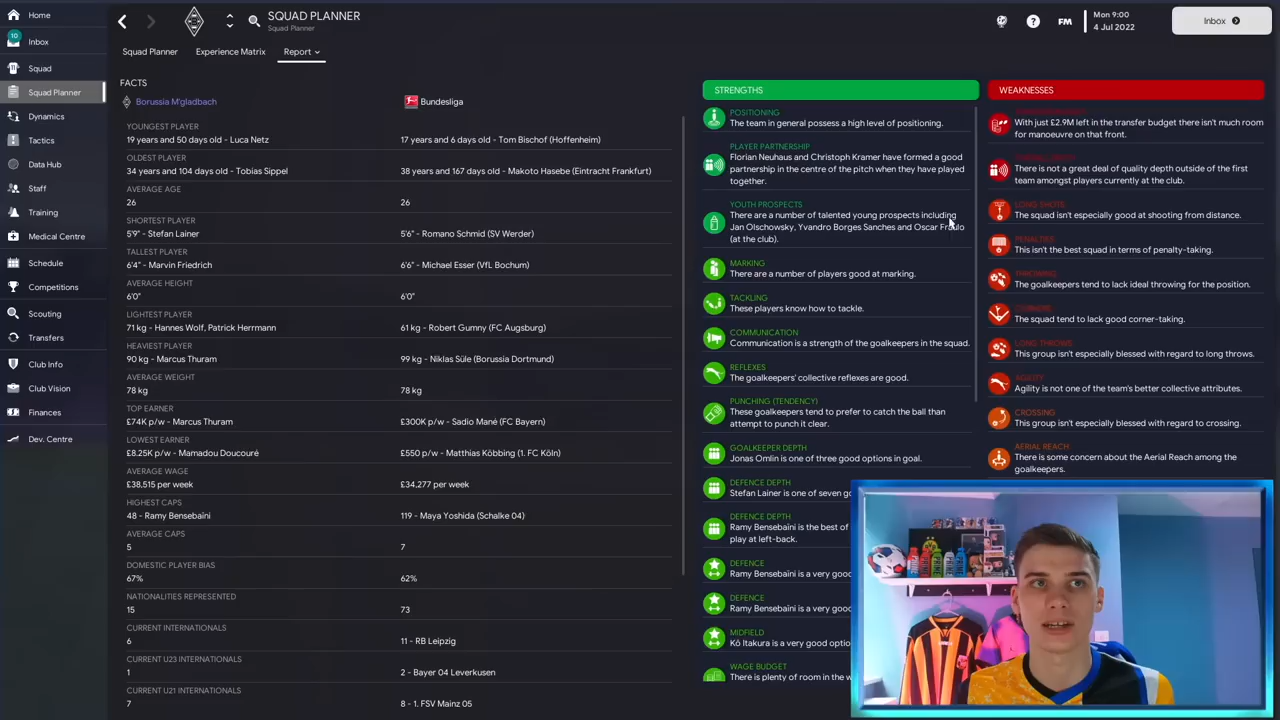 Home
SQUAD PLANNER
Squad Planner
FM
Mon 9:00
4 Jul 2022
Inbox
10
Inbox
Squad
Squad Planner
Dynamics
Tactics
Data Hub
Staff
Training
Medical Centre
Schedule
Competitions
Scouting
Transfers
Club Info
Club Vision
Finances
Dev. Centre
Squad Planner
Experience Matrix
Report
FACTS
Borussia M'gladbach
Bundesliga
YOUNGEST PLAYER
19 years and 50 days old - Luca Netz
17 years and 6 days old - Tom Bischof (Hoffenheim)
OLDEST PLAYER
34 years and 104 days old - Tobias Sippel
38 years and 167 days old - Makoto Hasebe (Eintracht Frankfurt)
AVERAGE AGE
26
26
SHORTEST PLAYER
5'9" - Stefan Lainer
5'6" - Romano Schmid (SV Werder)
TALLEST PLAYER
6'4" - Marvin Friedrich
6'6" - Michael Esser (VfL Bochum)
AVERAGE HEIGHT
6'0"
6'0"
LIGHTEST PLAYER
71 kg - Hannes Wolf, Patrick Herrmann
61 kg - Robert Gumny (FC Augsburg)
HEAVIEST PLAYER
90 kg - Marcus Thuram
99 kg - Niklas Süle (Borussia Dortmund)
AVERAGE WEIGHT
78 kg
78 kg
TOP EARNER
£74K p/w - Marcus Thuram
£300K p/w - Sadio Mané (FC Bayern)
LOWEST EARNER
£8.25K p/w - Mamadou Doucouré
£550 p/w - Matthias Köbbing (1. FC Köln)
AVERAGE WAGE
£38,515 per week
£34,277 per week
HIGHEST CAPS
48 - Ramy Bensebaïni
119 - Maya Yoshida (Schalke 04)
AVERAGE CAPS
5
7
DOMESTIC PLAYER BIAS
67%
62%
NATIONALITIES REPRESENTED
15
73
CURRENT INTERNATIONALS
6
11 - RB Leipzig
CURRENT U23 INTERNATIONALS
1
2 - Bayer 04 Leverkusen
CURRENT U21 INTERNATIONALS
7
8 - 1. FSV Mainz 05
STRENGTHS
POSITIONING
The team in general possess a high level of positioning.
PLAYER PARTNERSHIP
Florian Neuhaus and Christoph Kramer have formed a good
partnership in the centre of the pitch when they have played
together.
YOUTH PROSPECTS
There are a number of talented young prospects including
Jan Olschowsky, Yvandro Borges Sanches and Oscar Fraulo
(at the club).
MARKING
There are a number of players good at marking.
TACKLING
These players know how to tackle.
COMMUNICATION
Communication is a strength of the goalkeepers in the squad.
REFLEXES
The goalkeepers' collective reflexes are good.
PUNCHING (TENDENCY)
These goalkeepers tend to prefer to catch the ball than
attempt to punch it clear.
GOALKEEPER DEPTH
Jonas Omlin is one of three good options in goal.
DEFENCE DEPTH
Stefan Lainer is one of seven go
DEFENCE DEPTH
Ramy Bensebaïni is the best of
play at left-back.
DEFENCE
Ramy Bensebaïni is a very good
DEFENCE
Ramy Bensebaïni is a very good
MIDFIELD
Kō Itakura is a very good optio
WAGE BUDGET
There is plenty of room in the w
WEAKNESSES
With just £2.9M left in the transfer budget there isn't much room
for manoeuvre on that front.
There is not a great deal of quality depth outside of the first
team amongst players currently at the club.
LONG SHOTS
The squad isn't especially good at shooting from distance.
PENALTIES
This isn't the best squad in terms of penalty-taking.
THROWING
The goalkeepers tend to lack ideal throwing for the position.
CORNERS
The squad tend to lack good corner-taking.
LONG THROWS
This group isn't especially blessed with regard to long throws.
AGILITY
Agility is not one of the team's better collective attributes.
CROSSING
This group isn't especially blessed with regard to crossing.
AERIAL REACH
There is some concern about the Aerial Reach among the
goalkeepers.